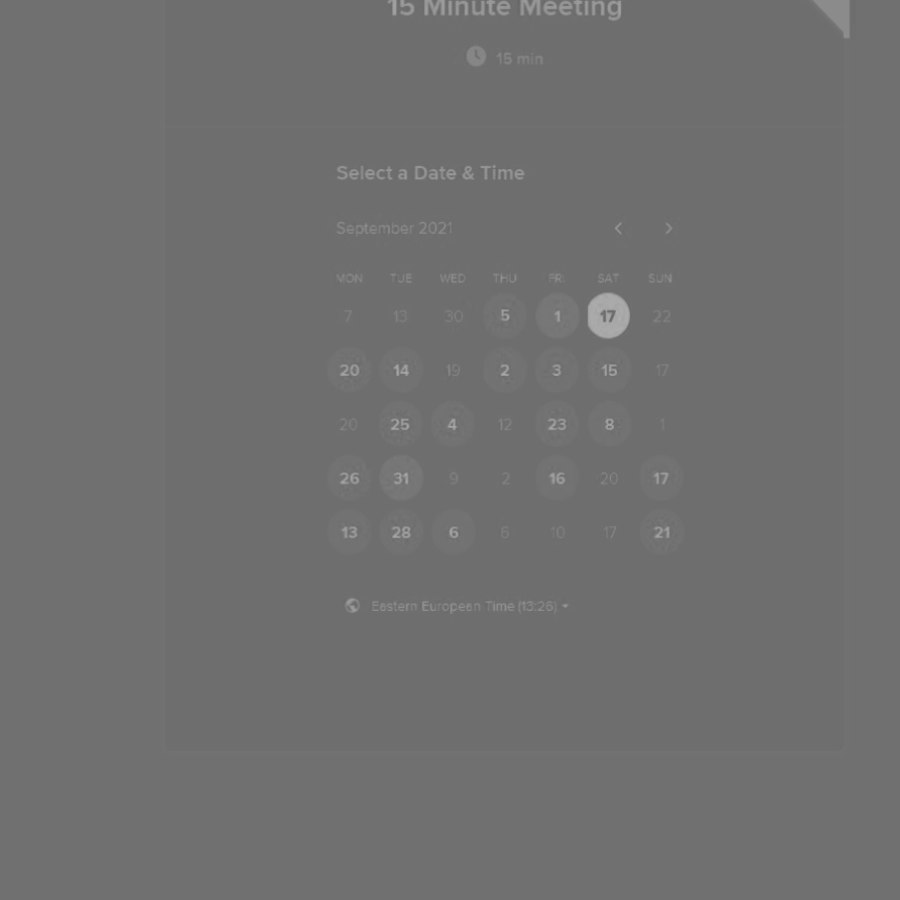 15 Minute Meeting
15 min
Select a Date & Time
September 2021
MON TUE WED THU FRI SAT SUN
7 13 30 5 1 17 22
20 14 19 2 3 15 17
20 25 4 12 23 8 1
26 31 9 2 16 20 17
13 28 6 6 10 17 21
Eastern European Time (13:26)